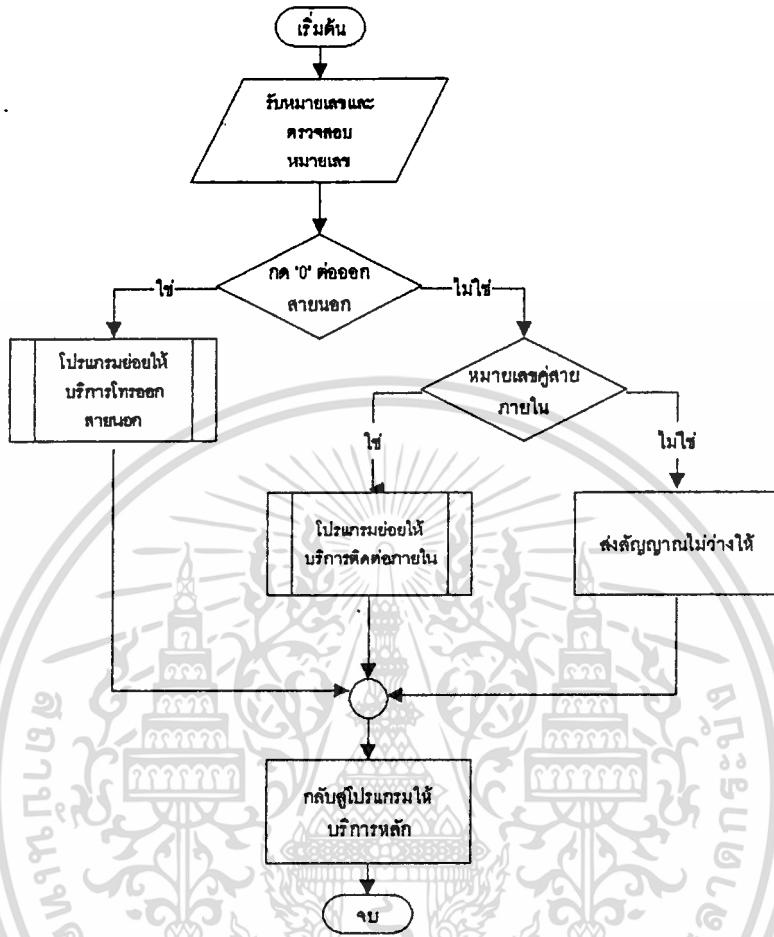 เริ่มต้น
รับหมายเลขและ
ตรวจสอบ
หมายเลข
กด '0' ต่อออก
สายนอก
ใช่
ไม่ใช่
โปรแกรมย่อยให้
บริการโทรออก
สายนอก
หมายเลขคู่สาย
ภายใน
ใช่
ไม่ใช่
โปรแกรมย่อยให้
บริการติดต่อภายใน
ส่งสัญญาณไม่ว่างให้
กลับสู่โปรแกรมให้
บริการหลัก
จบ